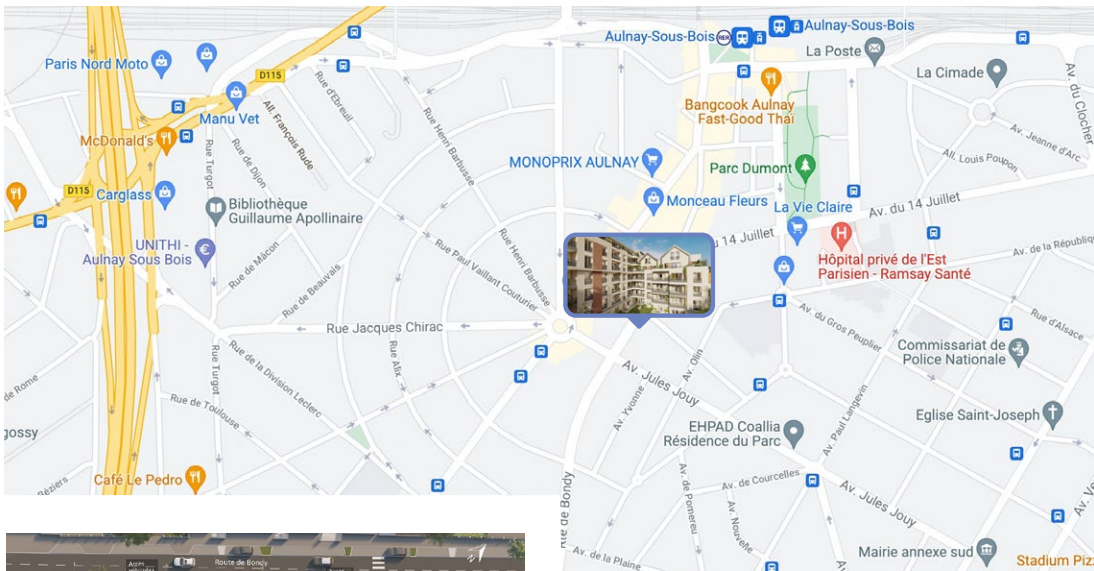 Aulnay-Sous-Bois
RER
Aulnay-Sous-Bois
La Poste
La Cimade
Av. du Clocher
Paris Nord Moto
D115
Manu Vet
McDonald's
Bangcook Aulnay
Fast-Good Thaï
MONOPRIX AULNAY
Parc Dumont
Av. Jeanne d'Arc
All. Louis Poupon
Rue d'Ebreuil
All. François Rude
Rue Henri Barbusse
Rue de Dijon
Rue Turgot
D115
Carglass
Bibliothèque
Guillaume Apollinaire
Monceau Fleurs
La Vie Claire
Av. du 14 Juillet
14 Juillet
Av. de la République
H
Hôpital privé de l'Est
Parisien - Ramsay Santé
UNITHI -
Aulnay Sous Bois
€
Rue de Macon
Rue de Beauvais
Rue Paul Vaillant Couturier
Rue Henri Barbusse
Rue Jacques Chirac
Rue Turgot
Rue de la Division Leclerc
Rue Alix
Rue de Toulouse
de Rome
gossy
Béziers
Café Le Pedro
Av. du Gros Peuplier
Rue d'Alsace
Commissariat de
Police Nationale
Av. Jules Jouy
Av. Olin
Av. Yvonne
Av. Paul Langevin
Eglise Saint-Joseph
EHPAD Coallia
Résidence du Parc
Av. de Courcelles
Av. Jules Jouy
Av. de Pomereu
Av. Nouvelle
Rue de Bondy
Av. de la Plaine
Mairie annexe sud
Stadium Piz
Route de Bondy
Accès